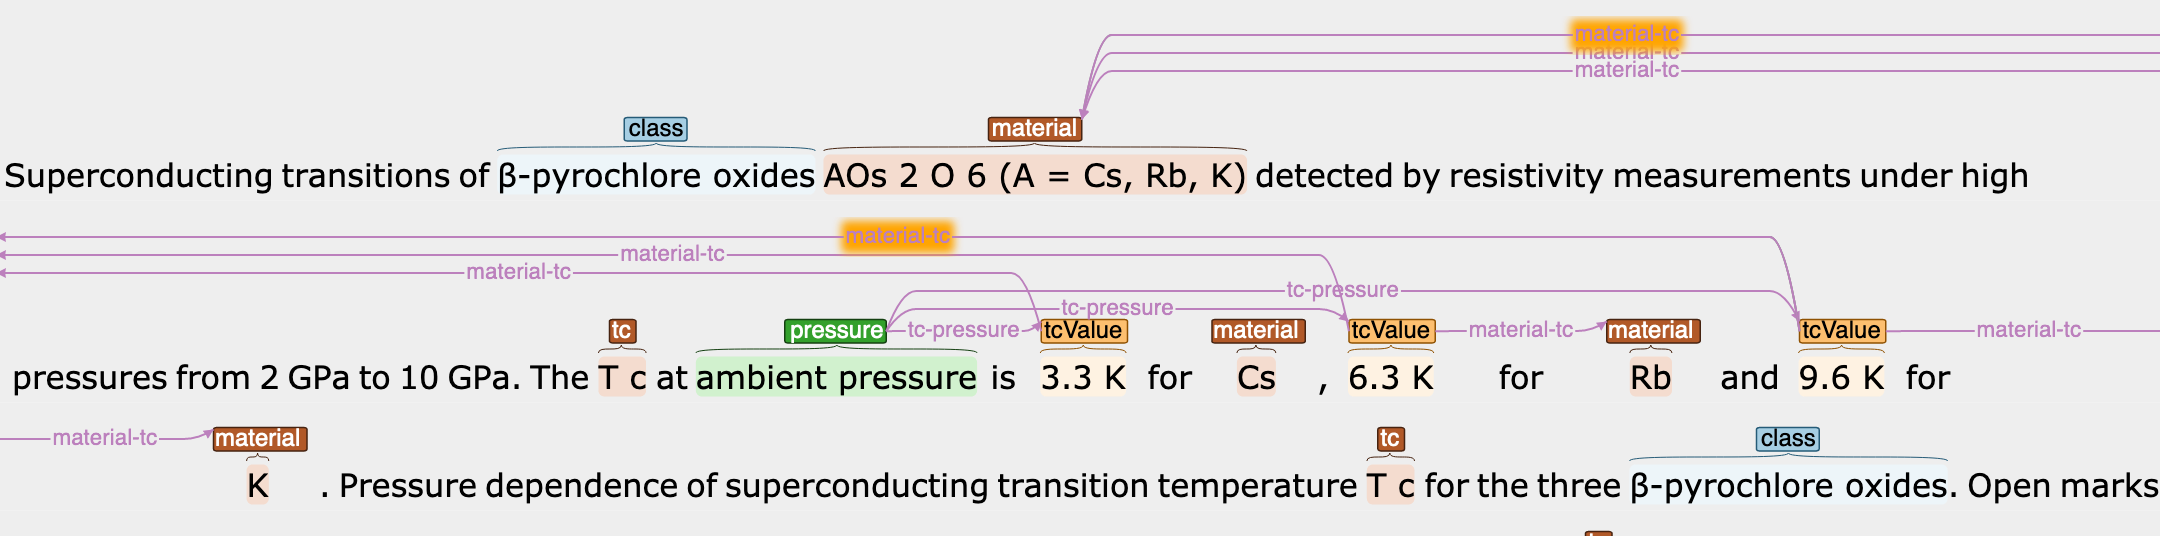 material-tc
material-tc
material-tc
class material
Superconducting transitions of β-pyrochlore oxides AOs 2 O 6 (A = Cs, Rb, K) detected by resistivity measurements under high
material-tc
material-tc
material-tc
tc-pressure
tc-pressure
tc pressure tc-pressure tcValue material tcValue material-tc material tcValue material-tc
pressures from 2 GPa to 10 GPa. The T c at ambient pressure is 3.3 K for Cs , 6.3 K for Rb and 9.6 K for
material-tc material tc class
K . Pressure dependence of superconducting transition temperature T c for the three β-pyrochlore oxides. Open marks